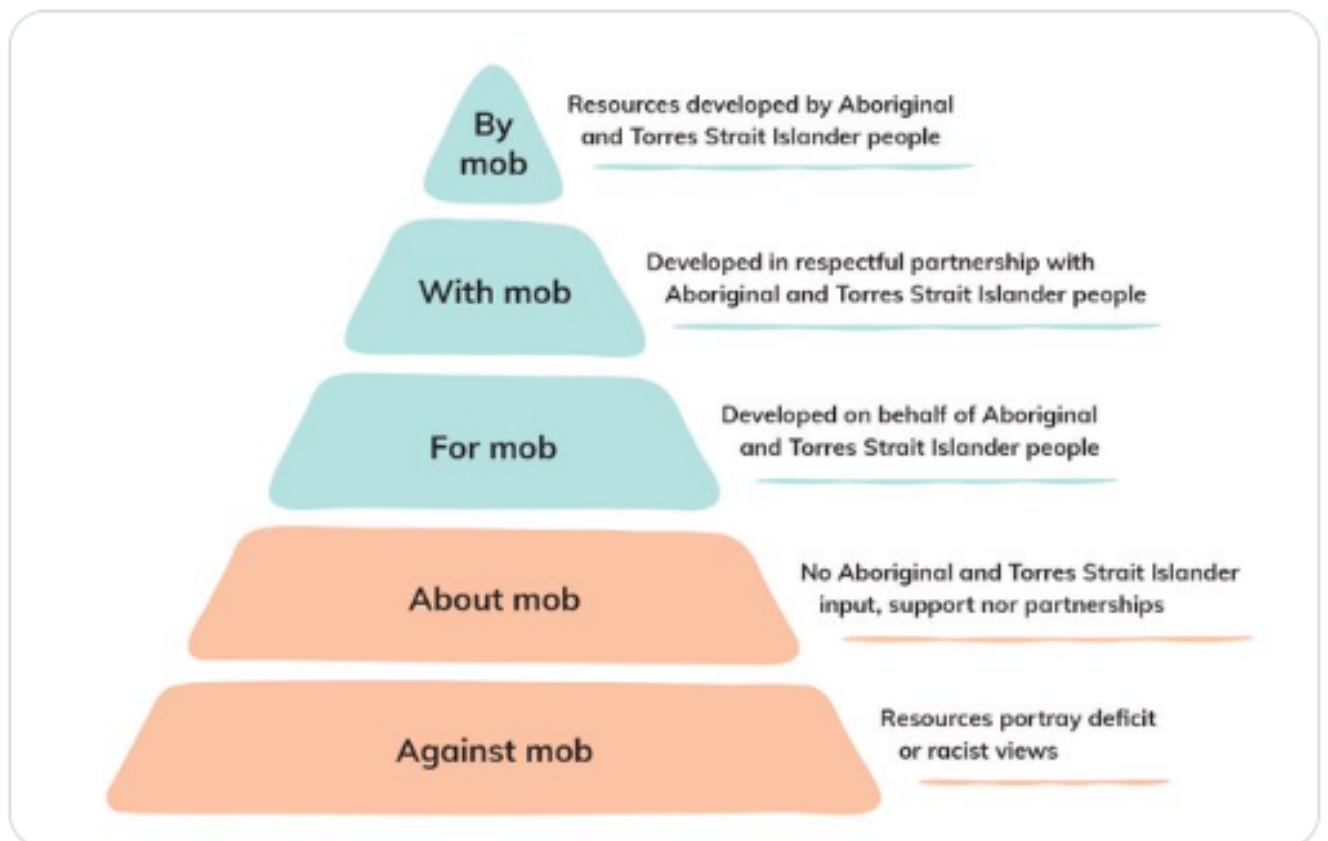 By
mob
Resources developed by Aboriginal
and Torres Strait Islander people
With mob
Developed in respectful partnership with
Aboriginal and Torres Strait Islander people
For mob
Developed on behalf of Aboriginal
and Torres Strait Islander people
About mob
No Aboriginal and Torres Strait Islander
input, support nor partnerships
Against mob
Resources portray deficit
or racist views